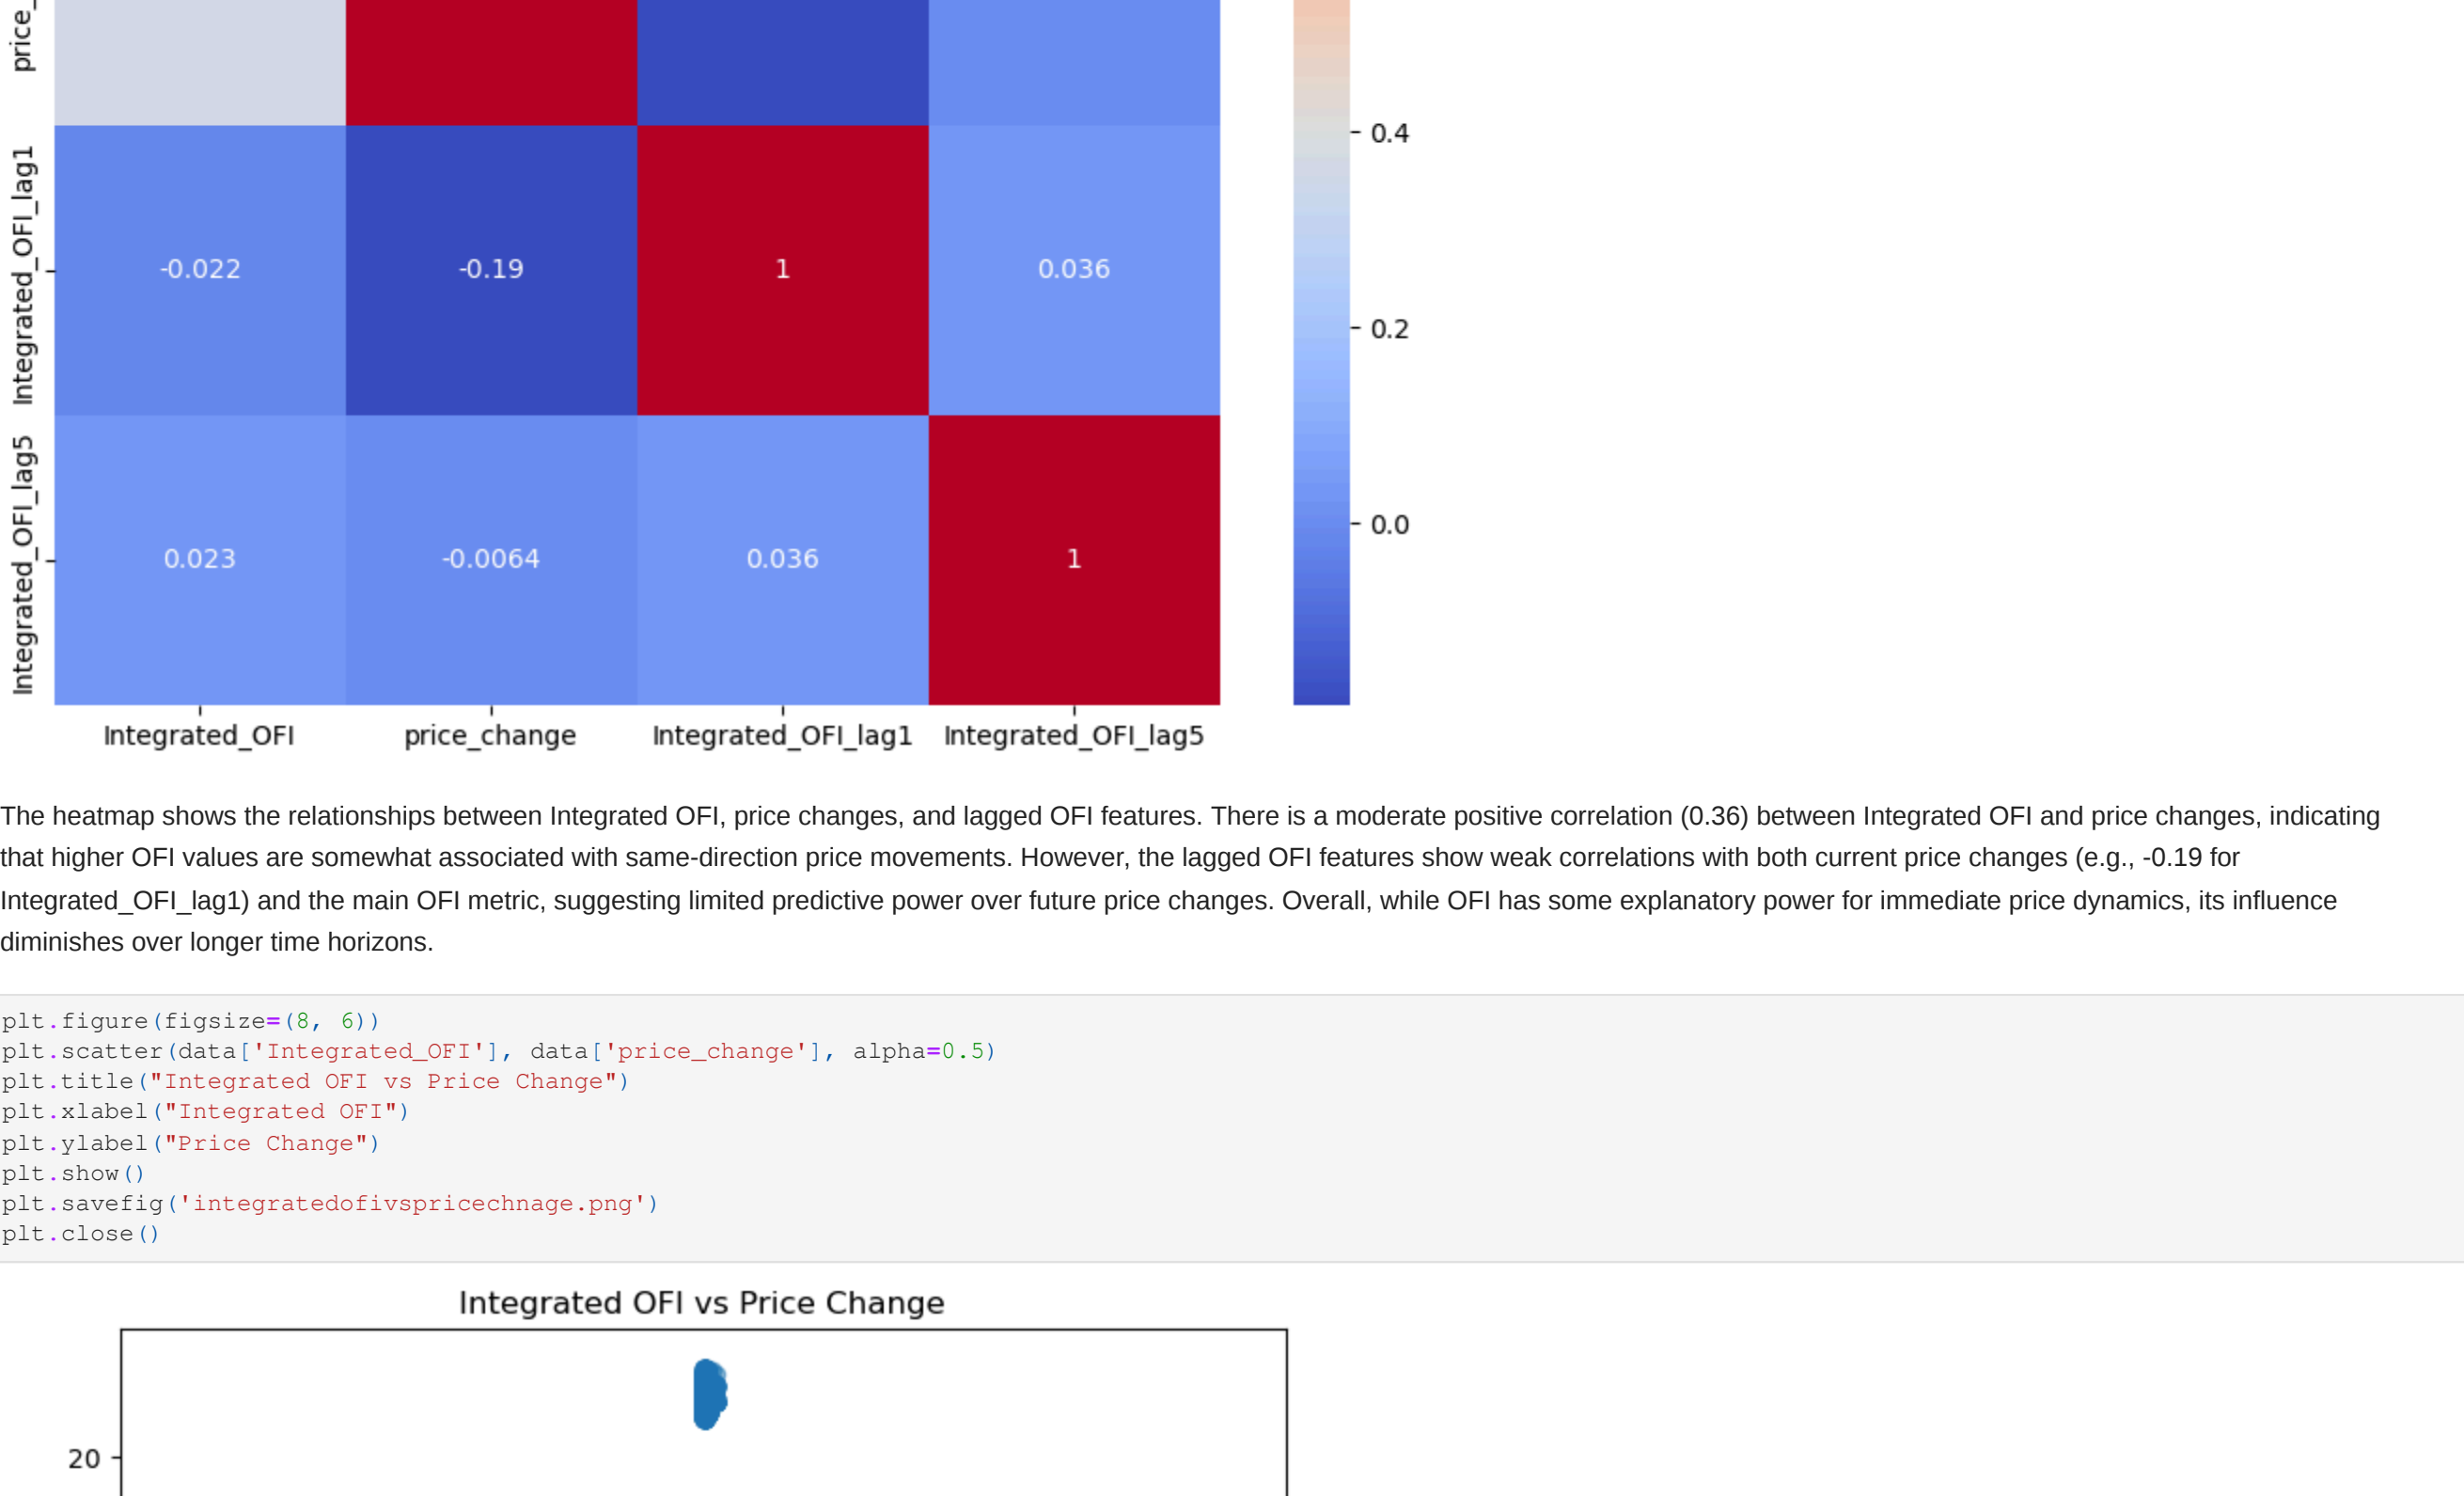 price_
0.4
Integrated_OFI_lag1
-0.022 -0.19 1 0.036
0.2
0.0
Integrated_OFI_lag5
0.023 -0.0064 0.036 1
Integrated_OFI price_change Integrated_OFI_lag1 Integrated_OFI_lag5
The heatmap shows the relationships between Integrated OFI, price changes, and lagged OFI features. There is a moderate positive correlation (0.36) between Integrated OFI and price changes, indicating
that higher OFI values are somewhat associated with same-direction price movements. However, the lagged OFI features show weak correlations with both current price changes (e.g., -0.19 for
Integrated_OFI_lag1) and the main OFI metric, suggesting limited predictive power over future price changes. Overall, while OFI has some explanatory power for immediate price dynamics, its influence
diminishes over longer time horizons.
plt.figure(figsize=(8, 6))
plt.scatter(data['Integrated_OFI'], data['price_change'], alpha=0.5)
plt.title("Integrated OFI vs Price Change")
plt.xlabel("Integrated OFI")
plt.ylabel("Price Change")
plt.show()
plt.savefig('integratedofivspricechnage.png')
plt.close()
Integrated OFI vs Price Change
20